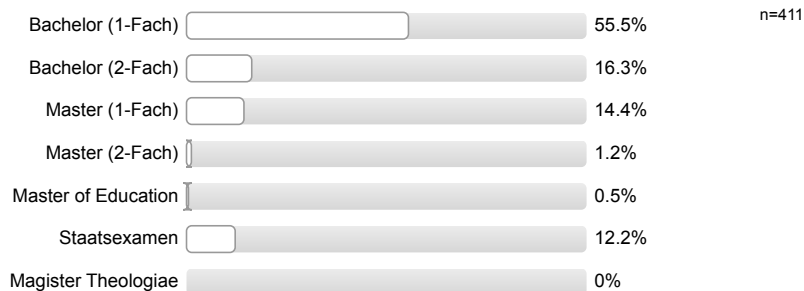 Bachelor (1-Fach) 55.5% n=411
Bachelor (2-Fach) 16.3%
Master (1-Fach) 14.4%
Master (2-Fach) 1.2%
Master of Education 0.5%
Staatsexamen 12.2%
Magister Theologiae 0%